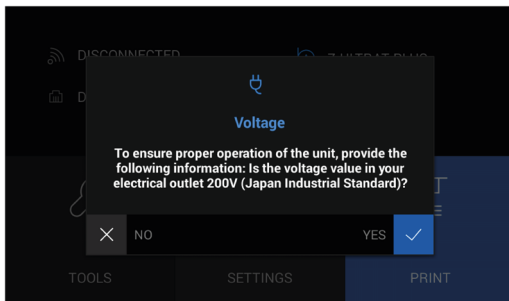 DISCONNECTED
Voltage
To ensure proper operation of the unit, provide the
following information: Is the voltage value in your
electrical outlet 200V (Japan Industrial Standard)?
NO
YES
TOOLS
SETTINGS
PRINT